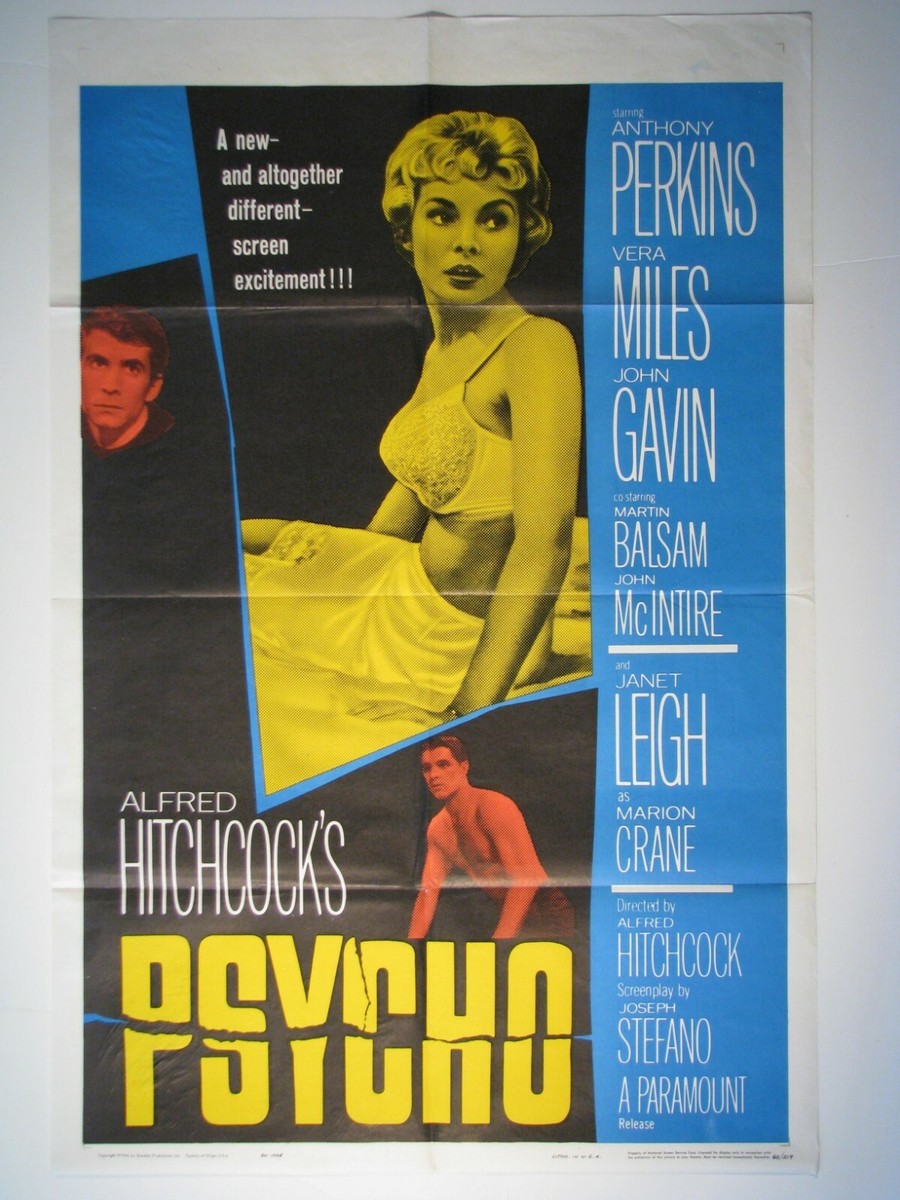 A new–
and altogether
different–
screen
excitement!!!
ALFRED
HITCHCOCK'S
PSYCHO
starring
ANTHONY
PERKINS
VERA
MILES
JOHN
GAVIN
co starring
MARTIN
BALSAM
JOHN
McINTIRE
and
JANET
LEIGH
as
MARION
CRANE
Directed by
ALFRED
HITCHCOCK
Screenplay by
JOSEPH
STEFANO
A PARAMOUNT
Release
60/219